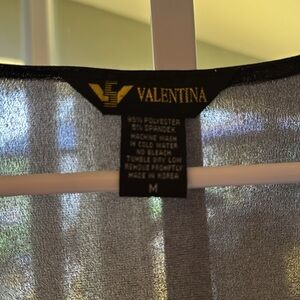 VALENTINA
95% POLYESTER
5% SPANDEX
MACHINE WASH
IN COLD WATER
NO BLEACH
TUMBLE DRY LOW
REMOVE PROMPTLY
MADE IN KOREA
M